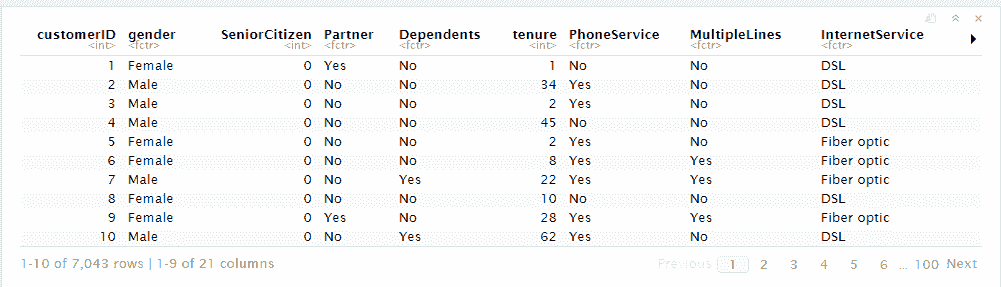 customerID gender SeniorCitizen Partner Dependents tenure PhoneService MultipleLines InternetService
<int> <fctr> <int> <fctr> <fctr> <int> <fctr> <fctr> <fctr>
1 Female 0 Yes No 1 No No DSL
2 Male 0 No No 34 Yes No DSL
3 Male 0 No No 2 Yes No DSL
4 Male 0 No No 45 No No DSL
5 Female 0 No No 2 Yes No Fiber optic
6 Female 0 No No 8 Yes Yes Fiber optic
7 Male 0 No Yes 22 Yes Yes Fiber optic
8 Female 0 No No 10 No No DSL
9 Female 0 Yes No 28 Yes Yes Fiber optic
10 Male 0 No Yes 62 Yes No DSL
1-10 of 7,043 rows | 1-9 of 21 columns Previous 1 2 3 4 5 6 ... 100 Next